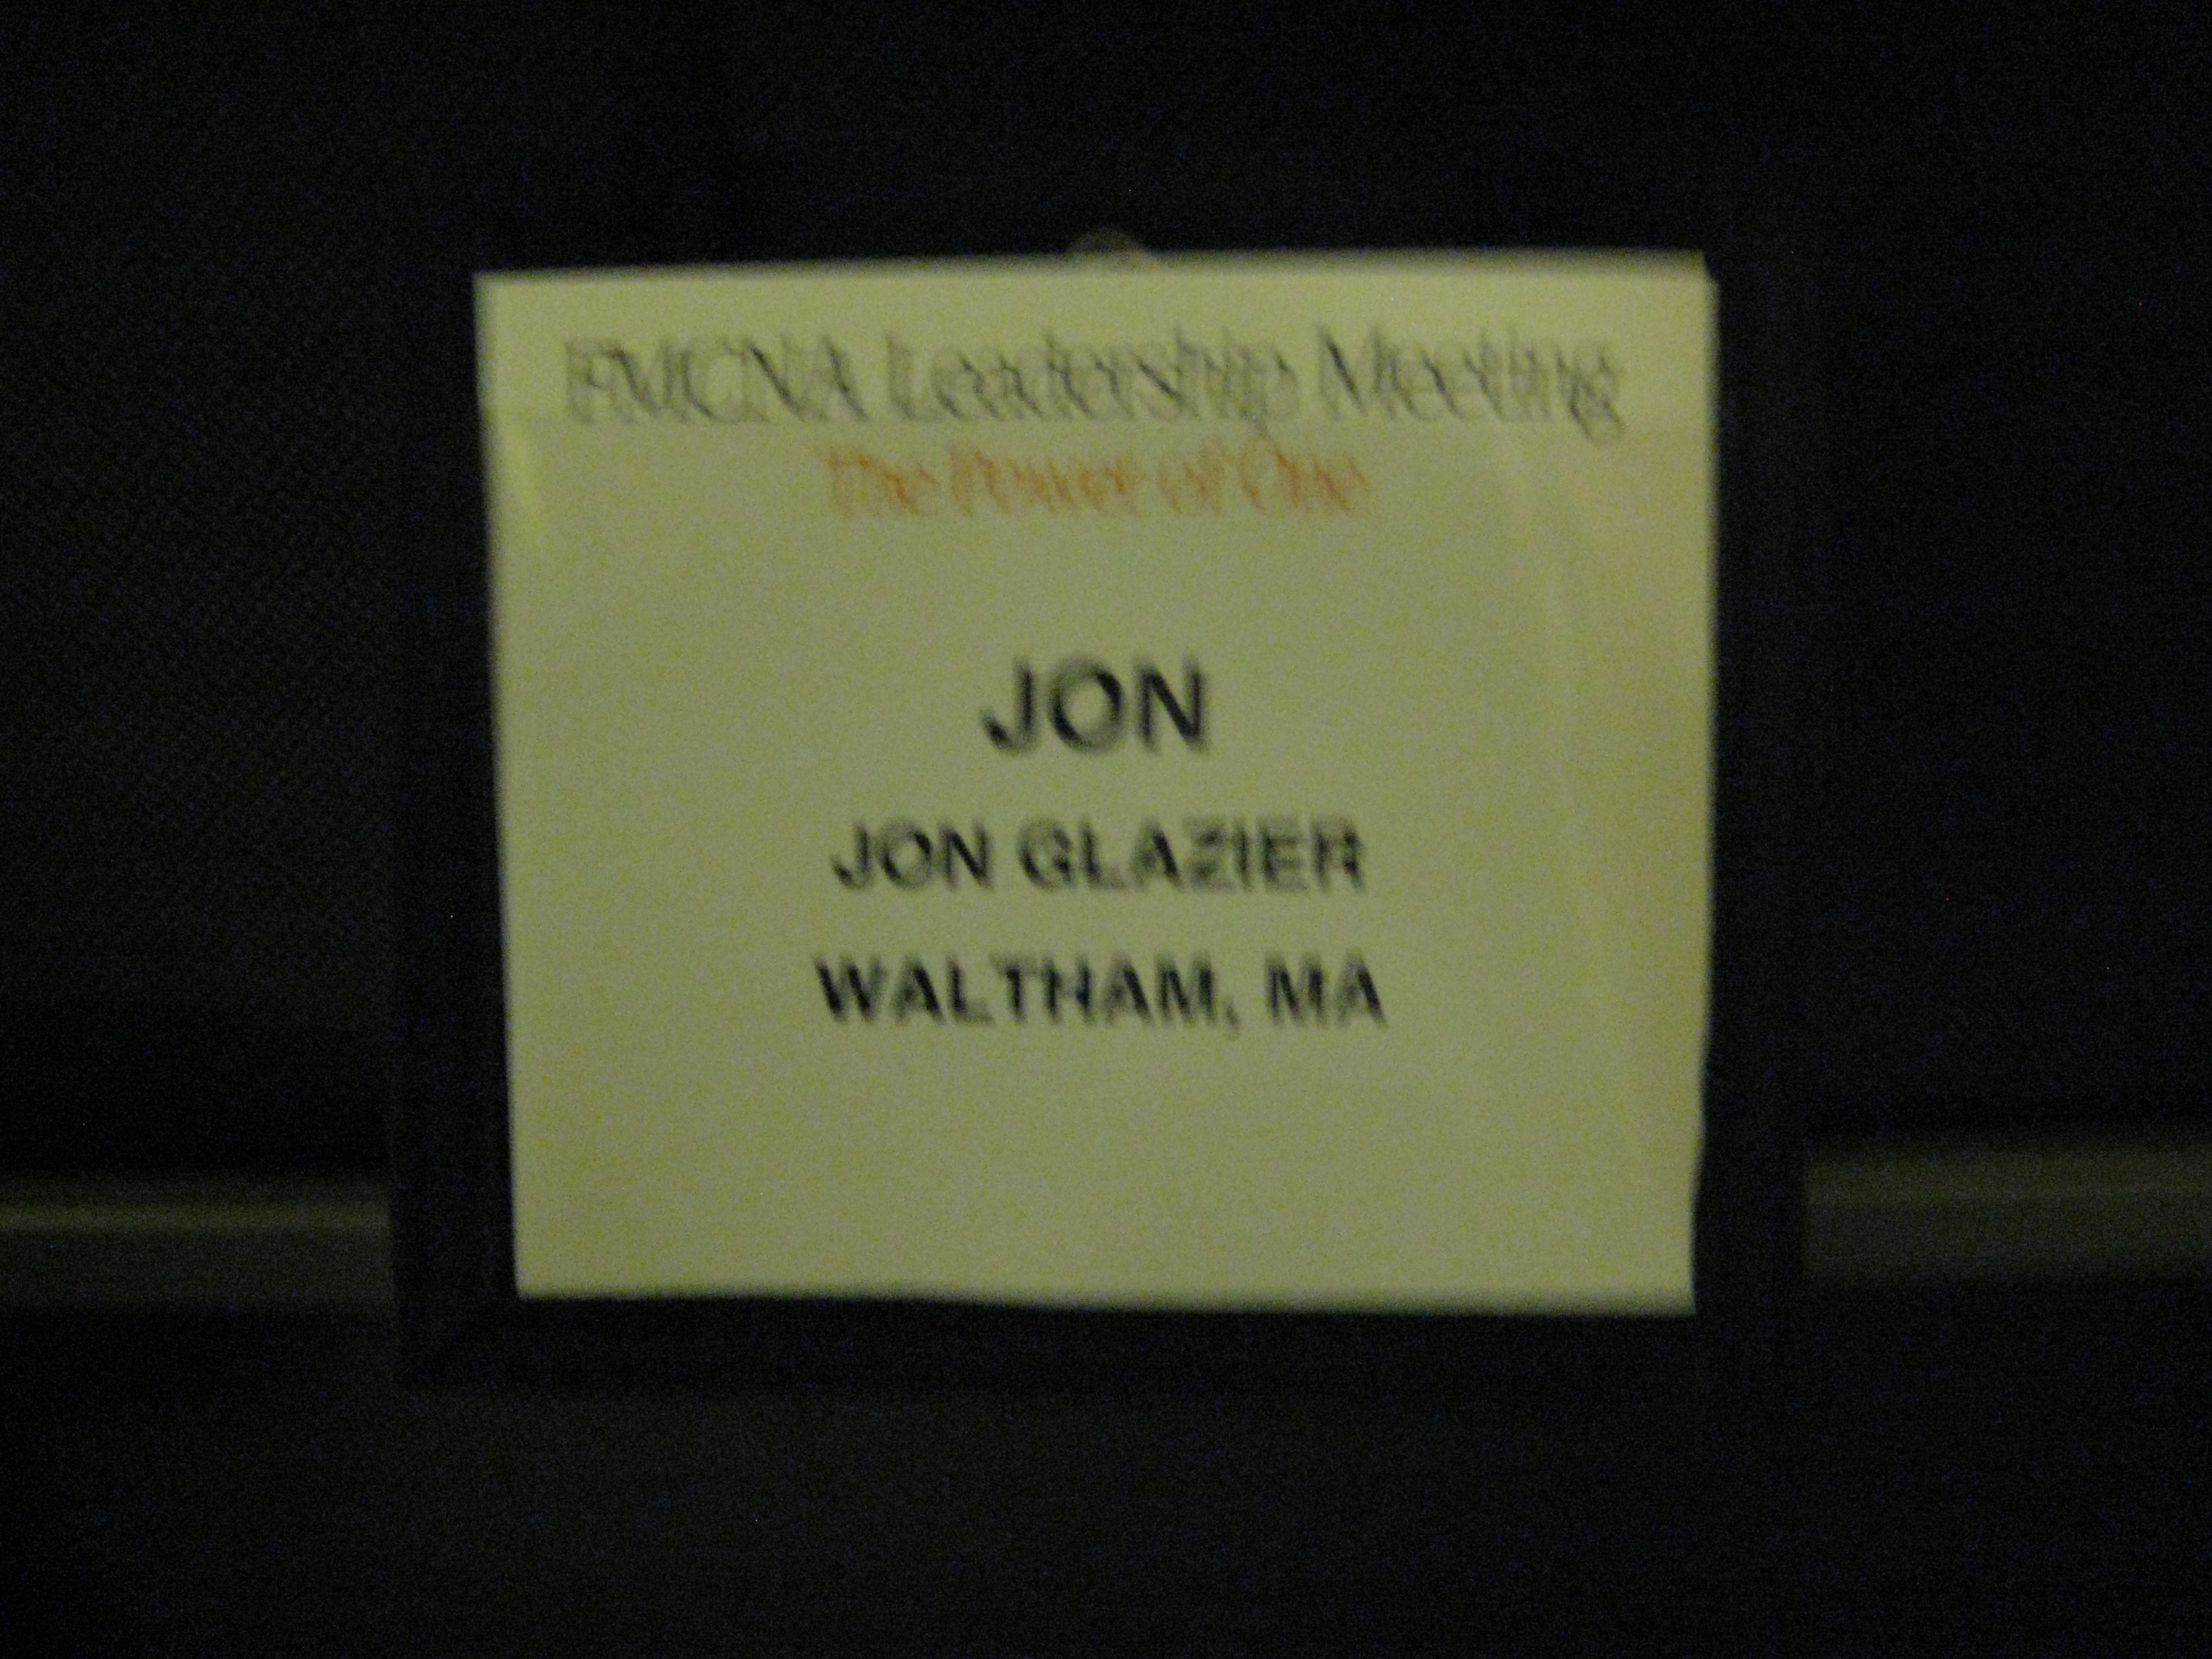 FMCNA Leadership Meeting
The Power of One
JON
JON GLAZIER
WALTHAM, MA